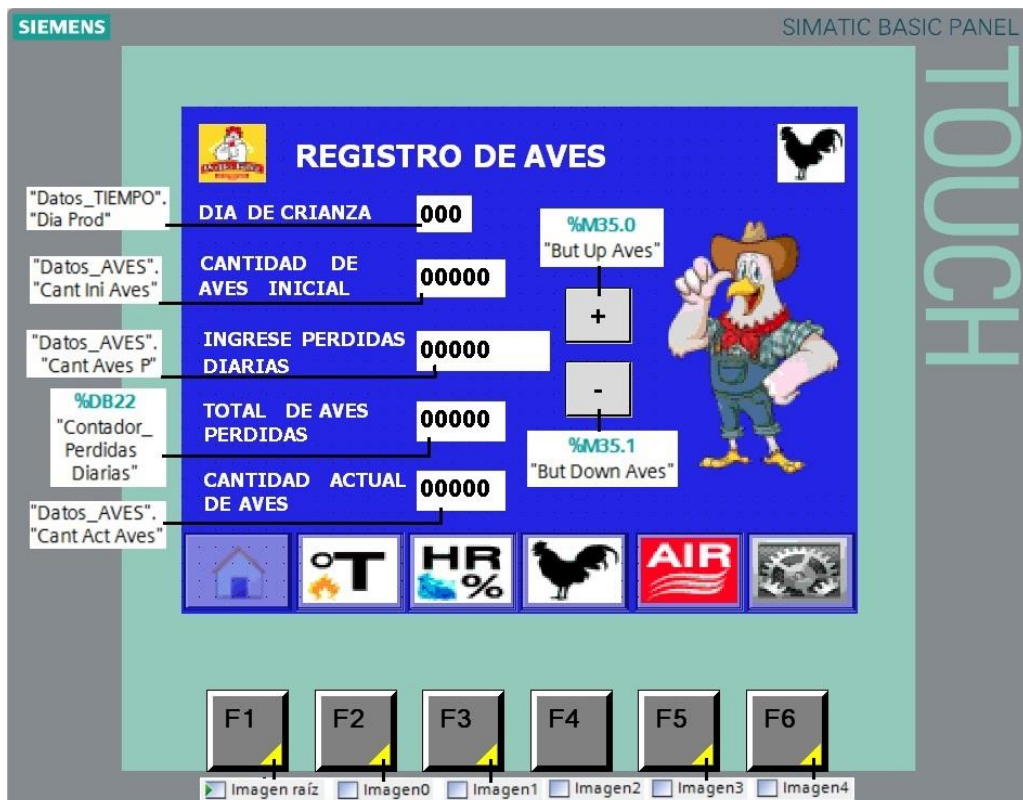 SIEMENS
SIMATIC BASIC PANEL
TOUCH
REGISTRO DE AVES
"Datos_TIEMPO".
"Dia Prod"
DIA DE CRIANZA
000
%M35.0
"But Up Aves"
"Datos_AVES".
"Cant Ini Aves"
CANTIDAD DE
AVES INICIAL
00000
+
"Datos_AVES".
"Cant Aves P"
INGRESE PERDIDAS
DIARIAS
00000
-
%DB22
"Contador_
Perdidas
Diarias"
TOTAL DE AVES
PERDIDAS
00000
%M35.1
"But Down Aves"
"Datos_AVES".
"Cant Act Aves"
CANTIDAD ACTUAL
DE AVES
00000
°T
HR
%
AIR
F1
F2
F3
F4
F5
F6
Imagen raíz
Imagen0
Imagen1
Imagen2
Imagen3
Imagen4